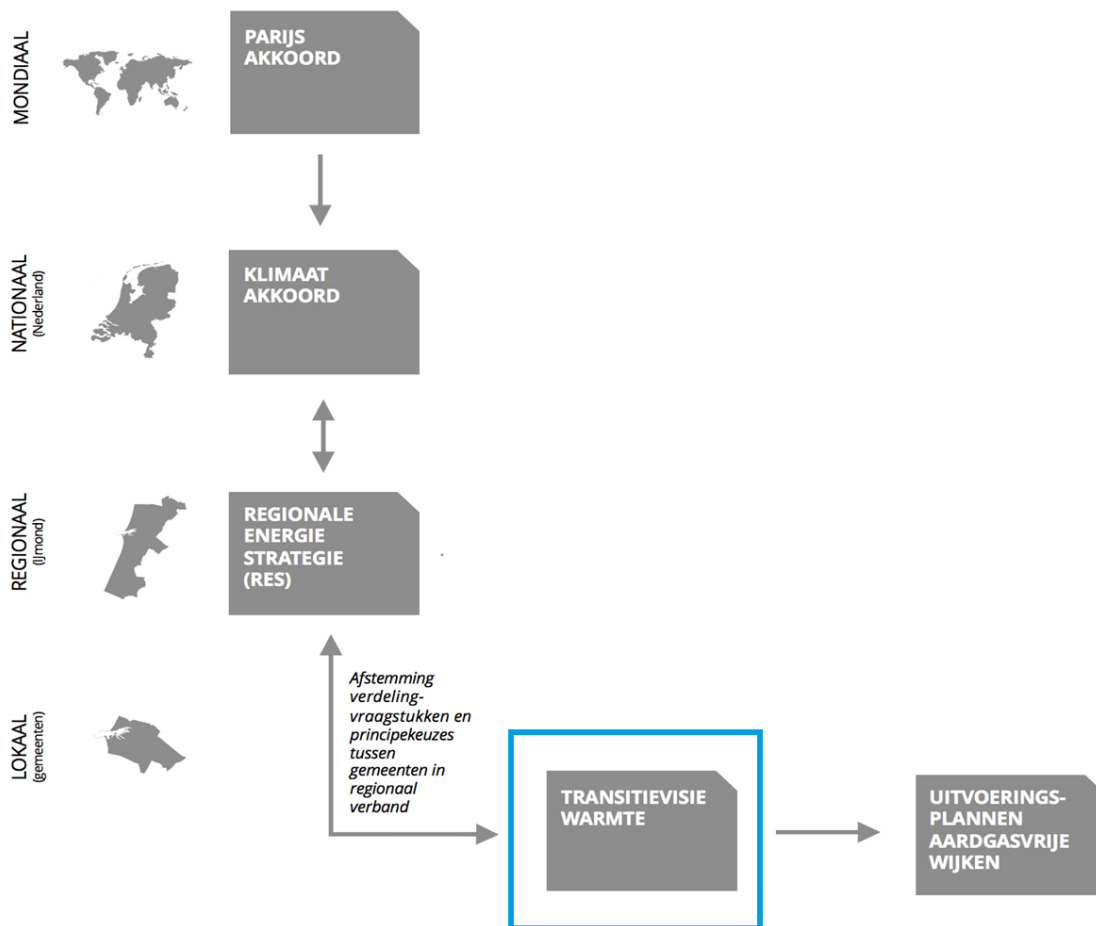 MONDIAAL
PARIJS
AKKOORD
NATIONAAL
(Nederland)
KLIMAAT
AKKOORD
REGIONAAL
(IJmond)
REGIONALE
ENERGIE
STRATEGIE
(RES)
LOKAAL
(gemeenten)
Afstemming
verdeling-
vraagstukken en
principekeuzes
tussen
gemeenten in
regionaal
verband
TRANSITIEVISIE
WARMTE
UITVOERINGS-
PLANNEN
AARDGASVRIJE
WIJKEN